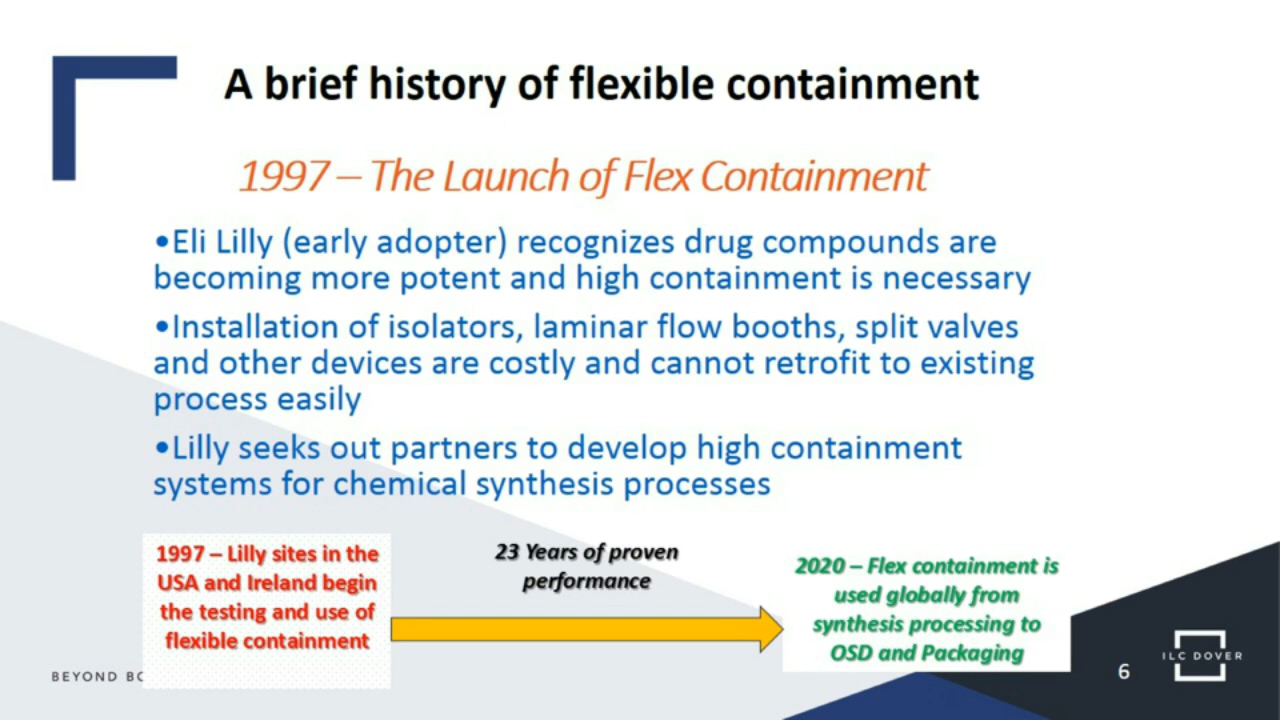 A brief history of flexible containment
1997 – The Launch of Flex Containment
•Eli Lilly (early adopter) recognizes drug compounds are
becoming more potent and high containment is necessary
•Installation of isolators, laminar flow booths, split valves
and other devices are costly and cannot retrofit to existing
process easily
•Lilly seeks out partners to develop high containment
systems for chemical synthesis processes
1997 – Lilly sites in the
USA and Ireland begin
the testing and use of
flexible containment
23 Years of proven
performance
2020 – Flex containment is
used globally from
synthesis processing to
OSD and Packaging
BEYOND
6
ILC DOVER